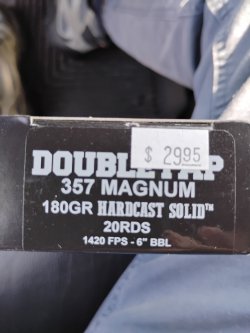 $ 29.95
DOUBLETAP
357 MAGNUM
180GR HARDCAST SOLID™
20RDS
1420 FPS - 6" BBL